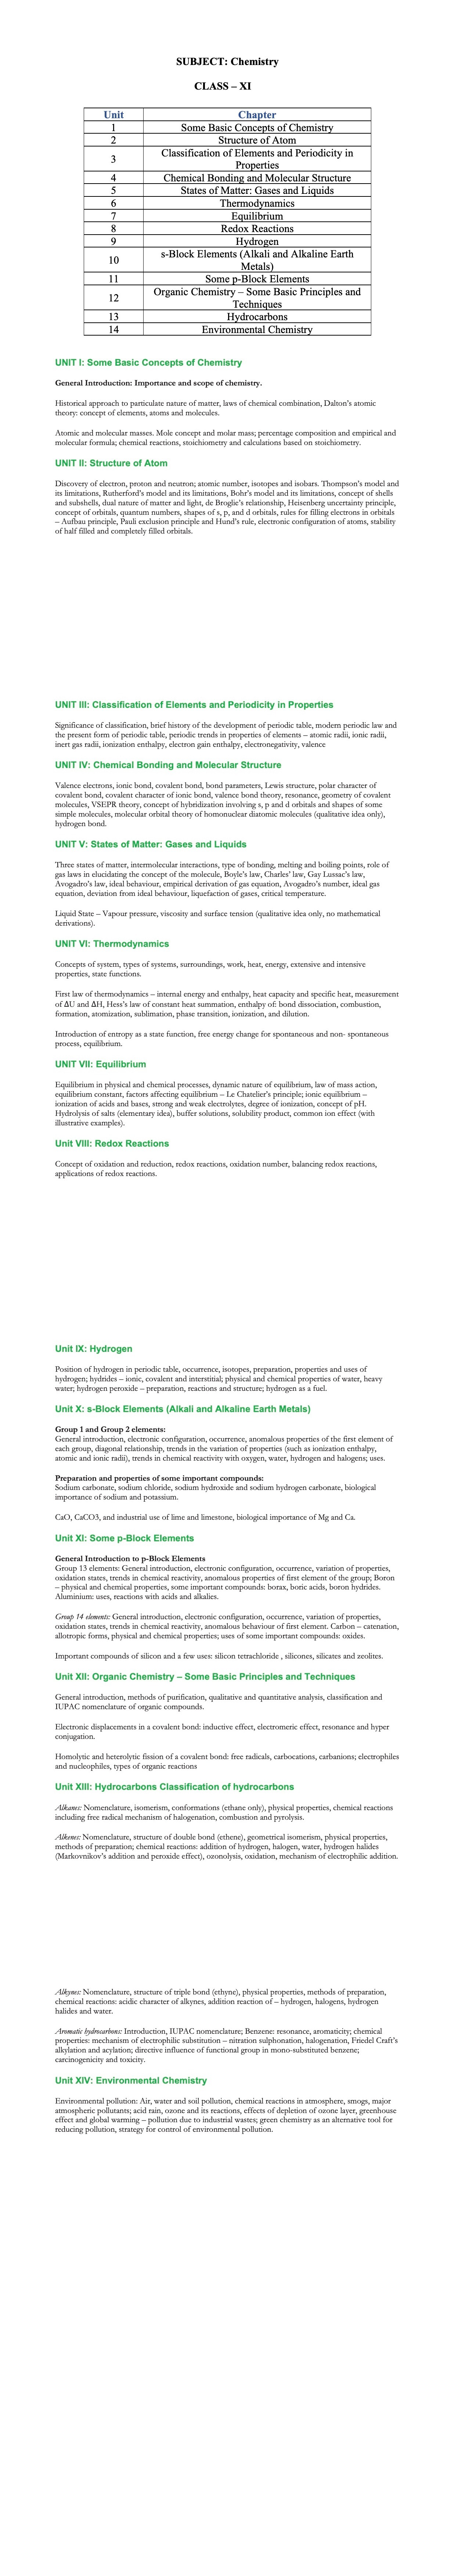 SUBJECT: Chemistry
CLASS – XI
Unit Chapter
1 Some Basic Concepts of Chemistry
2 Structure of Atom
3 Classification of Elements and Periodicity in
Properties
4 Chemical Bonding and Molecular Structure
5 States of Matter: Gases and Liquids
6 Thermodynamics
7 Equilibrium
8 Redox Reactions
9 Hydrogen
10 s-Block Elements (Alkali and Alkaline Earth
Metals)
11 Some p-Block Elements
12 Organic Chemistry – Some Basic Principles and
Techniques
13 Hydrocarbons
14 Environmental Chemistry
UNIT I: Some Basic Concepts of Chemistry
General Introduction: Importance and scope of chemistry.
Historical approach to particulate nature of matter, laws of chemical combination, Dalton's atomic
theory: concept of elements, atoms and molecules.
Atomic and molecular masses. Mole concept and molar mass; percentage composition and empirical and
molecular formula; chemical reactions, stoichiometry and calculations based on stoichiometry.
UNIT II: Structure of Atom
Discovery of electron, proton and neutron; atomic number, isotopes and isobars. Thompson's model and
its limitations, Rutherford's model and its limitations, Bohr's model and its limitations, concept of shells
and subshells, dual nature of matter and light, de Broglie's relationship, Heisenberg uncertainty principle,
concept of orbitals, quantum numbers, shapes of s, p, and d orbitals, rules for filling electrons in orbitals
– Aufbau principle, Pauli exclusion principle and Hund's rule, electronic configuration of atoms, stability
of half filled and completely filled orbitals.
UNIT III: Classification of Elements and Periodicity in Properties
Significance of classification, brief history of the development of periodic table, modern periodic law and
the present form of periodic table, periodic trends in properties of elements – atomic radii, ionic radii,
inert gas radii, ionization enthalpy, electron gain enthalpy, electronegativity, valence
UNIT IV: Chemical Bonding and Molecular Structure
Valence electrons, ionic bond, covalent bond, bond parameters, Lewis structure, polar character of
covalent bond, covalent character of ionic bond, valence bond theory, resonance, geometry of covalent
molecules, VSEPR theory, concept of hybridization involving s, p and d orbitals and shapes of some
simple molecules, molecular orbital theory of homonuclear diatomic molecules (qualitative idea only),
hydrogen bond.
UNIT V: States of Matter: Gases and Liquids
Three states of matter, intermolecular interactions, type of bonding, melting and boiling points, role of
gas laws in elucidating the concept of the molecule, Boyle's law, Charles' law, Gay Lussac's law,
Avogadro's law, ideal behaviour, empirical derivation of gas equation, Avogadro's number, ideal gas
equation, deviation from ideal behaviour, liquefaction of gases, critical temperature.
Liquid State – Vapour pressure, viscosity and surface tension (qualitative idea only, no mathematical
derivations).
UNIT VI: Thermodynamics
Concepts of system, types of systems, surroundings, work, heat, energy, extensive and intensive
properties, state functions.
First law of thermodynamics – internal energy and enthalpy, heat capacity and specific heat, measurement
of ΔU and ΔH, Hess's law of constant heat summation, enthalpy of: bond dissociation, combustion,
formation, atomization, sublimation, phase transition, ionization, and dilution.
Introduction of entropy as a state function, free energy change for spontaneous and non- spontaneous
process, equilibrium.
UNIT VII: Equilibrium
Equilibrium in physical and chemical processes, dynamic nature of equilibrium, law of mass action,
equilibrium constant, factors affecting equilibrium – Le Chatelier's principle; ionic equilibrium –
ionization of acids and bases, strong and weak electrolytes, degree of ionization, concept of pH.
Hydrolysis of salts (elementary idea), buffer solutions, solubility product, common ion effect (with
illustrative examples).
Unit VIII: Redox Reactions
Concept of oxidation and reduction, redox reactions, oxidation number, balancing redox reactions,
applications of redox reactions.
Unit IX: Hydrogen
Position of hydrogen in periodic table, occurrence, isotopes, preparation, properties and uses of
hydrogen; hydrides – ionic, covalent and interstitial; physical and chemical properties of water, heavy
water; hydrogen peroxide – preparation, reactions and structure; hydrogen as a fuel.
Unit X: s-Block Elements (Alkali and Alkaline Earth Metals)
Group 1 and Group 2 elements:
General introduction, electronic configuration, occurrence, anomalous properties of the first element of
each group, diagonal relationship, trends in the variation of properties (such as ionization enthalpy,
atomic and ionic radii), trends in chemical reactivity with oxygen, water, hydrogen and halogens; uses.
Preparation and properties of some important compounds:
Sodium carbonate, sodium chloride, sodium hydroxide and sodium hydrogen carbonate, biological
importance of sodium and potassium.
CaO, CaCO3, and industrial use of lime and limestone, biological importance of Mg and Ca.
Unit XI: Some p-Block Elements
General Introduction to p-Block Elements
Group 13 elements: General introduction, electronic configuration, occurrence, variation of properties,
oxidation states, trends in chemical reactivity, anomalous properties of first element of the group; Boron
– physical and chemical properties, some important compounds: borax, boric acids, boron hydrides.
Aluminium: uses, reactions with acids and alkalies.
Group 14 elements: General introduction, electronic configuration, occurrence, variation of properties,
oxidation states, trends in chemical reactivity, anomalous behaviour of first element. Carbon – catenation,
allotropic forms, physical and chemical properties; uses of some important compounds: oxides.
Important compounds of silicon and a few uses: silicon tetrachloride , silicones, silicates and zeolites.
Unit XII: Organic Chemistry – Some Basic Principles and Techniques
General introduction, methods of purification, qualitative and quantitative analysis, classification and
IUPAC nomenclature of organic compounds.
Electronic displacements in a covalent bond: inductive effect, electromeric effect, resonance and hyper
conjugation.
Homolytic and heterolytic fission of a covalent bond: free radicals, carbocations, carbanions; electrophiles
and nucleophiles, types of organic reactions
Unit XIII: Hydrocarbons Classification of hydrocarbons
Alkanes: Nomenclature, isomerism, conformations (ethane only), physical properties, chemical reactions
including free radical mechanism of halogenation, combustion and pyrolysis.
Alkenes: Nomenclature, structure of double bond (ethene), geometrical isomerism, physical properties,
methods of preparation; chemical reactions: addition of hydrogen, halogen, water, hydrogen halides
(Markovnikov's addition and peroxide effect), ozonolysis, oxidation, mechanism of electrophilic addition.
Alkynes: Nomenclature, structure of triple bond (ethyne), physical properties, methods of preparation,
chemical reactions: acidic character of alkynes, addition reaction of – hydrogen, halogens, hydrogen
halides and water.
Aromatic hydrocarbons: Introduction, IUPAC nomenclature; Benzene: resonance, aromaticity; chemical
properties: mechanism of electrophilic substitution – nitration sulphonation, halogenation, Friedel Craft's
alkylation and acylation; directive influence of functional group in mono-substituted benzene;
carcinogenicity and toxicity.
Unit XIV: Environmental Chemistry
Environmental pollution: Air, water and soil pollution, chemical reactions in atmosphere, smogs, major
atmospheric pollutants; acid rain, ozone and its reactions, effects of depletion of ozone layer, greenhouse
effect and global warming – pollution due to industrial wastes; green chemistry as an alternative tool for
reducing pollution, strategy for control of environmental pollution.